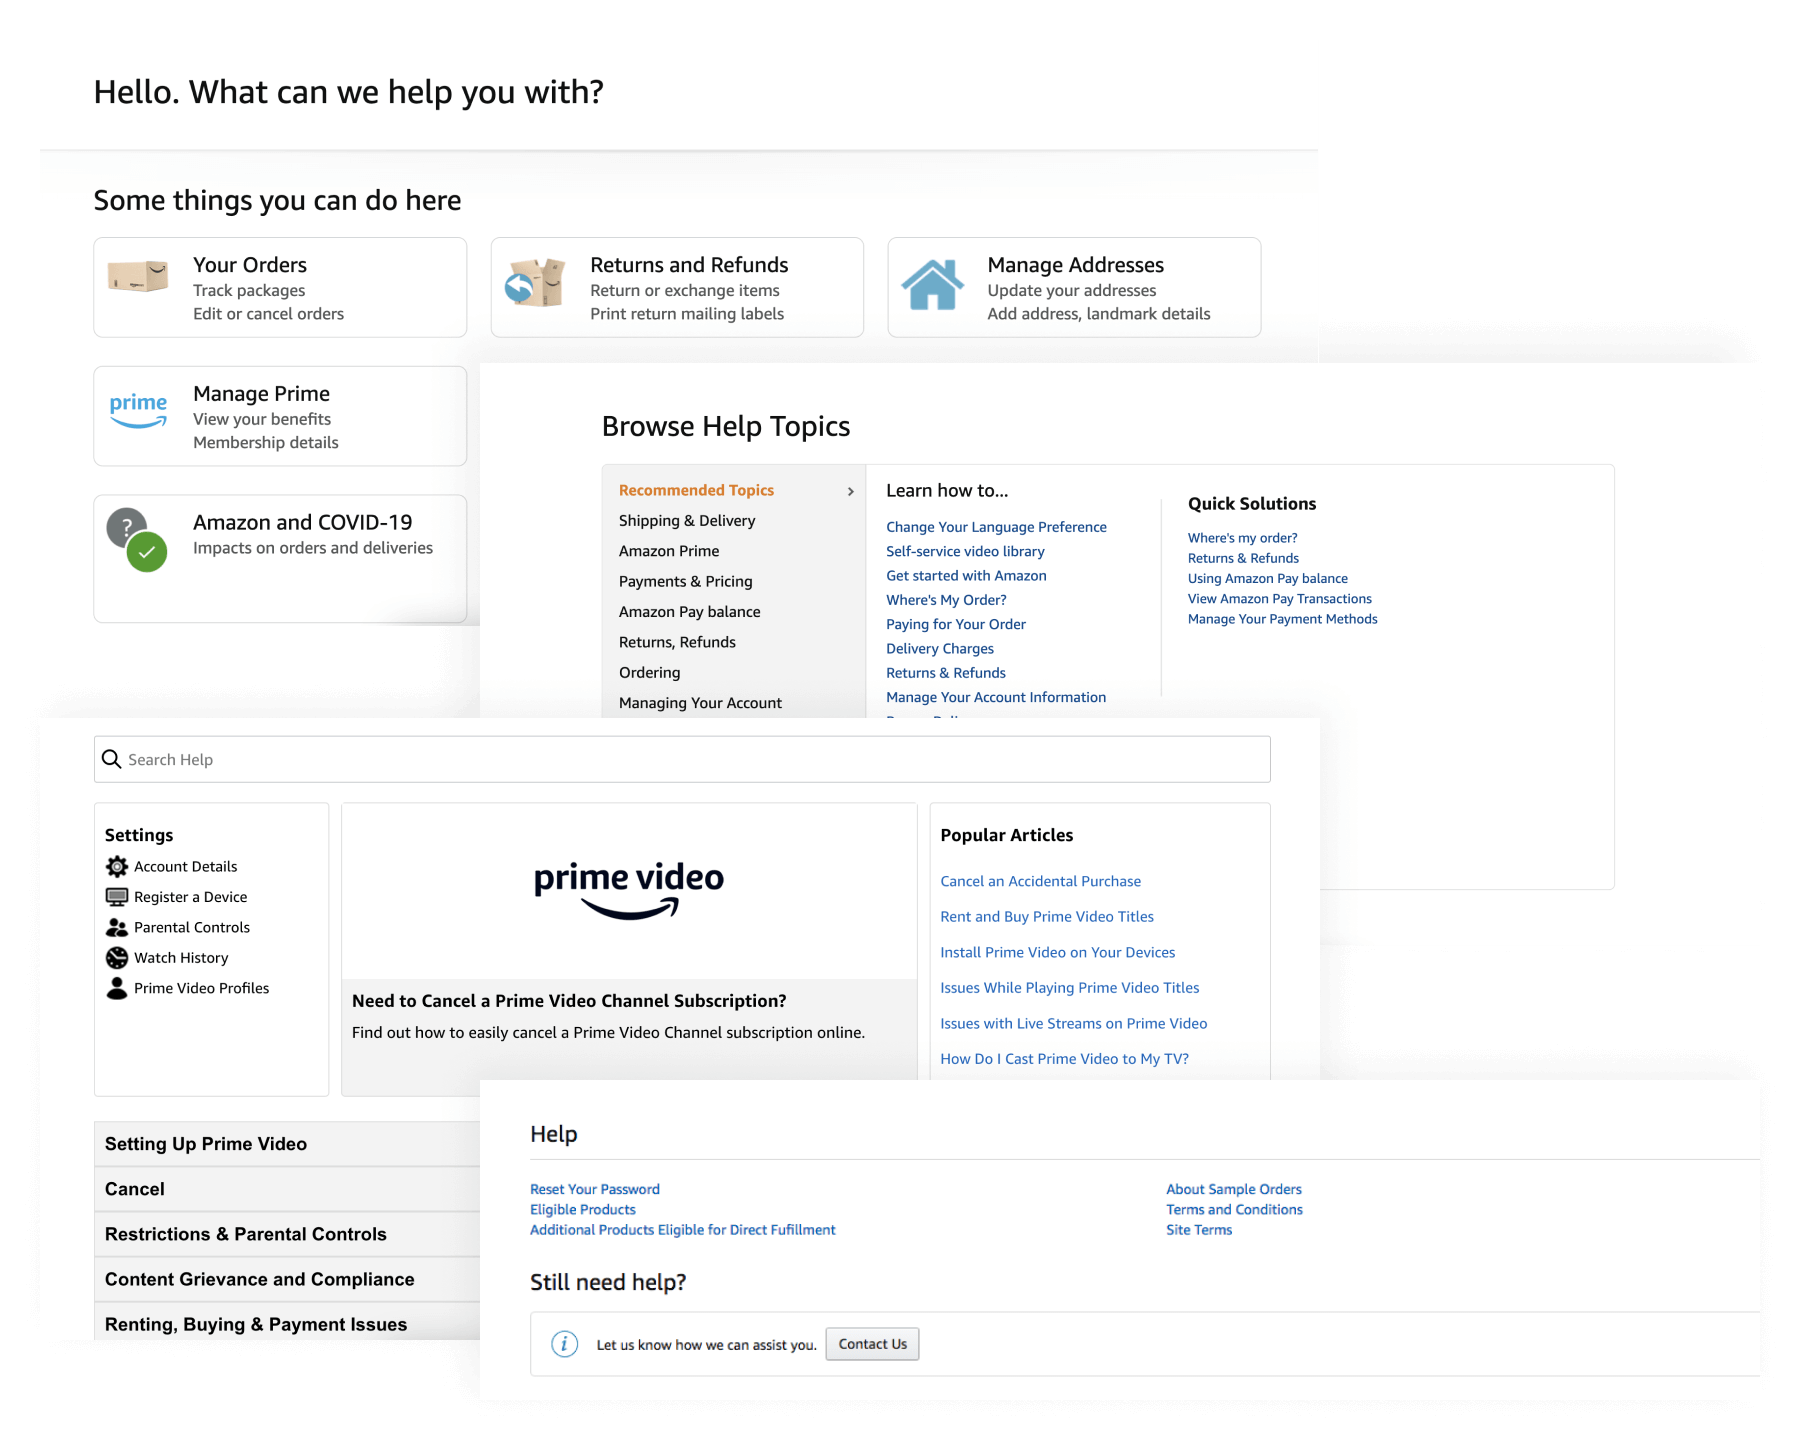 Hello. What can we help you with?
Some things you can do here
Your Orders
Track packages
Edit or cancel orders
Returns and Refunds
Return or exchange items
Print return mailing labels
Manage Addresses
Update your addresses
Add address, landmark details
prime
Manage Prime
View your benefits
Membership details
?
Amazon and COVID-19
Impacts on orders and deliveries
Browse Help Topics
Recommended Topics
Shipping & Delivery
Amazon Prime
Payments & Pricing
Amazon Pay balance
Returns, Refunds
Ordering
Managing Your Account
Learn how to...
Change Your Language Preference
Self-service video library
Get started with Amazon
Where's My Order?
Paying for Your Order
Delivery Charges
Returns & Refunds
Manage Your Account Information
Quick Solutions
Where's my order?
Returns & Refunds
Using Amazon Pay balance
View Amazon Pay Transactions
Manage Your Payment Methods
Search Help
Settings
Account Details
Register a Device
Parental Controls
Watch History
Prime Video Profiles
prime video
Need to Cancel a Prime Video Channel Subscription?
Find out how to easily cancel a Prime Video Channel subscription online.
Popular Articles
Cancel an Accidental Purchase
Rent and Buy Prime Video Titles
Install Prime Video on Your Devices
Issues While Playing Prime Video Titles
Issues with Live Streams on Prime Video
How Do I Cast Prime Video to My TV?
Setting Up Prime Video
Cancel
Restrictions & Parental Controls
Content Grievance and Compliance
Renting, Buying & Payment Issues
Help
Reset Your Password
Eligible Products
Additional Products Eligible for Direct Fufillment
About Sample Orders
Terms and Conditions
Site Terms
Still need help?
i
Let us know how we can assist you.
Contact Us